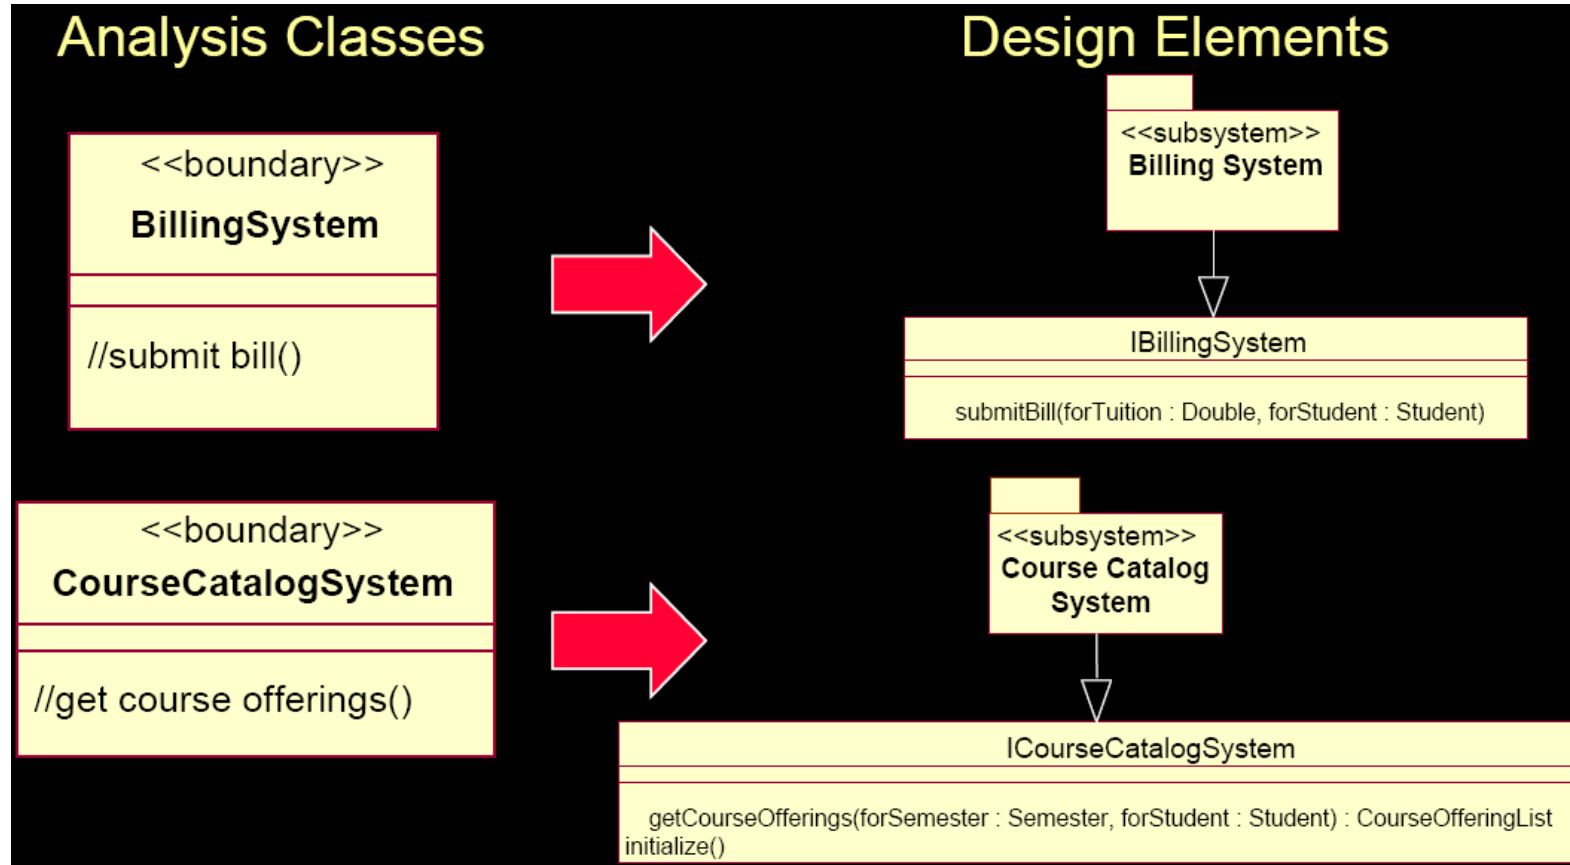 Analysis Classes
Design Elements
<<boundary>>
BillingSystem
//submit bill()
<<subsystem>>
Billing System
IBillingSystem
submitBill(forTuition : Double, forStudent : Student)
<<boundary>>
CourseCatalogSystem
//get course offerings()
<<subsystem>>
Course Catalog
System
ICourseCatalogSystem
getCourseOfferings(forSemester : Semester, forStudent : Student) : CourseOfferingList
initialize()